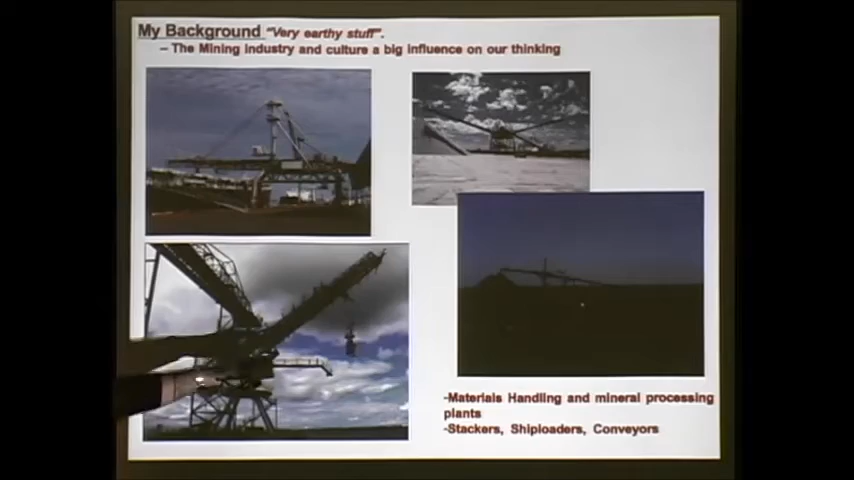 My Background "Very earthy stuff".
– The Mining industry and culture a big influence on our thinking
-Materials Handling and mineral processing
plants
-Stackers, Shiploaders, Conveyors